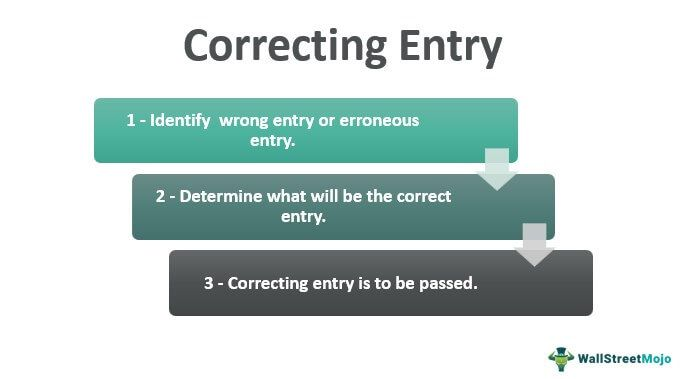 Correcting Entry
1 - Identify  wrong entry or erroneous
entry.
2 - Determine what will be the correct
entry.
3 - Correcting entry is to be passed.
WallStreetMojo